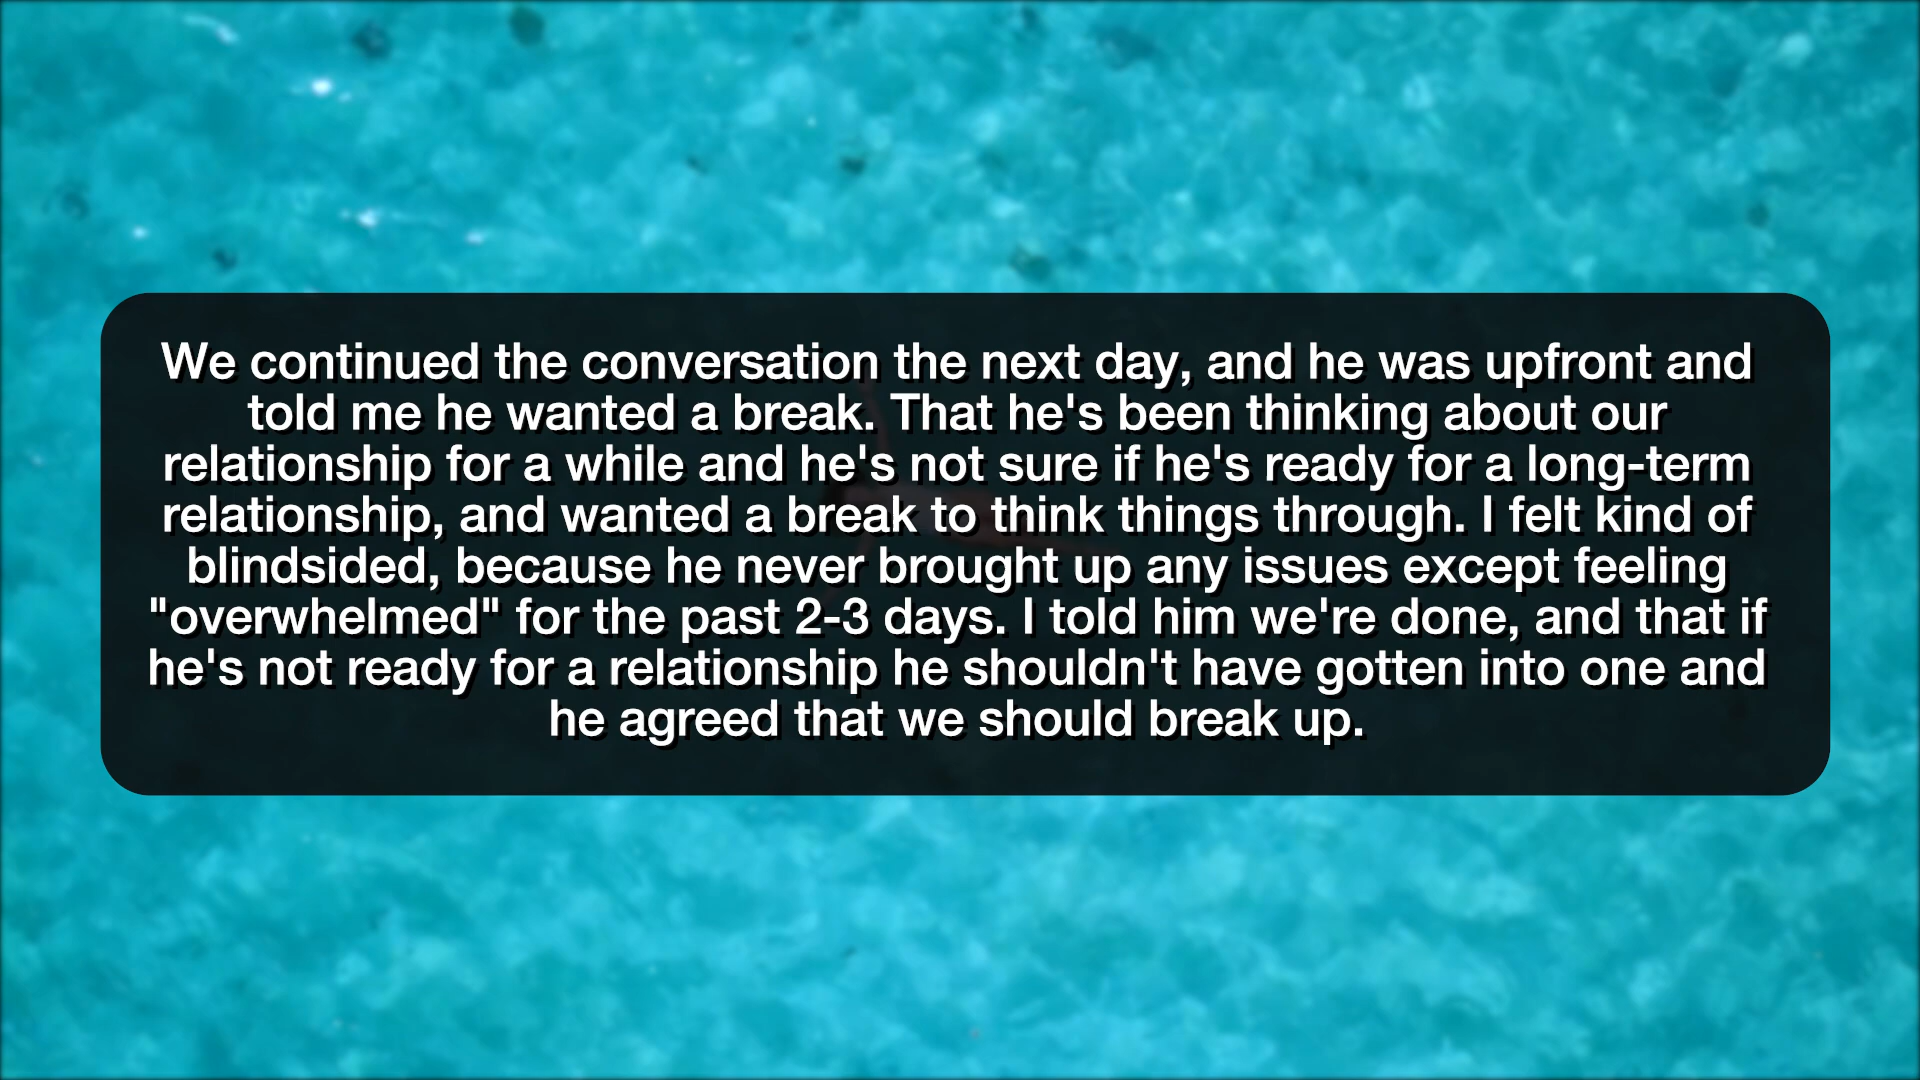 We continued the conversation the next day, and he was upfront and
told me he wanted a break. That he's been thinking about our
relationship for a while and he's not sure if he's ready for a long-term
relationship, and wanted a break to think things through. I felt kind of
blindsided, because he never brought up any issues except feeling
"overwhelmed" for the past 2-3 days. I told him we're done, and that if
he's not ready for a relationship he shouldn't have gotten into one and
he agreed that we should break up.